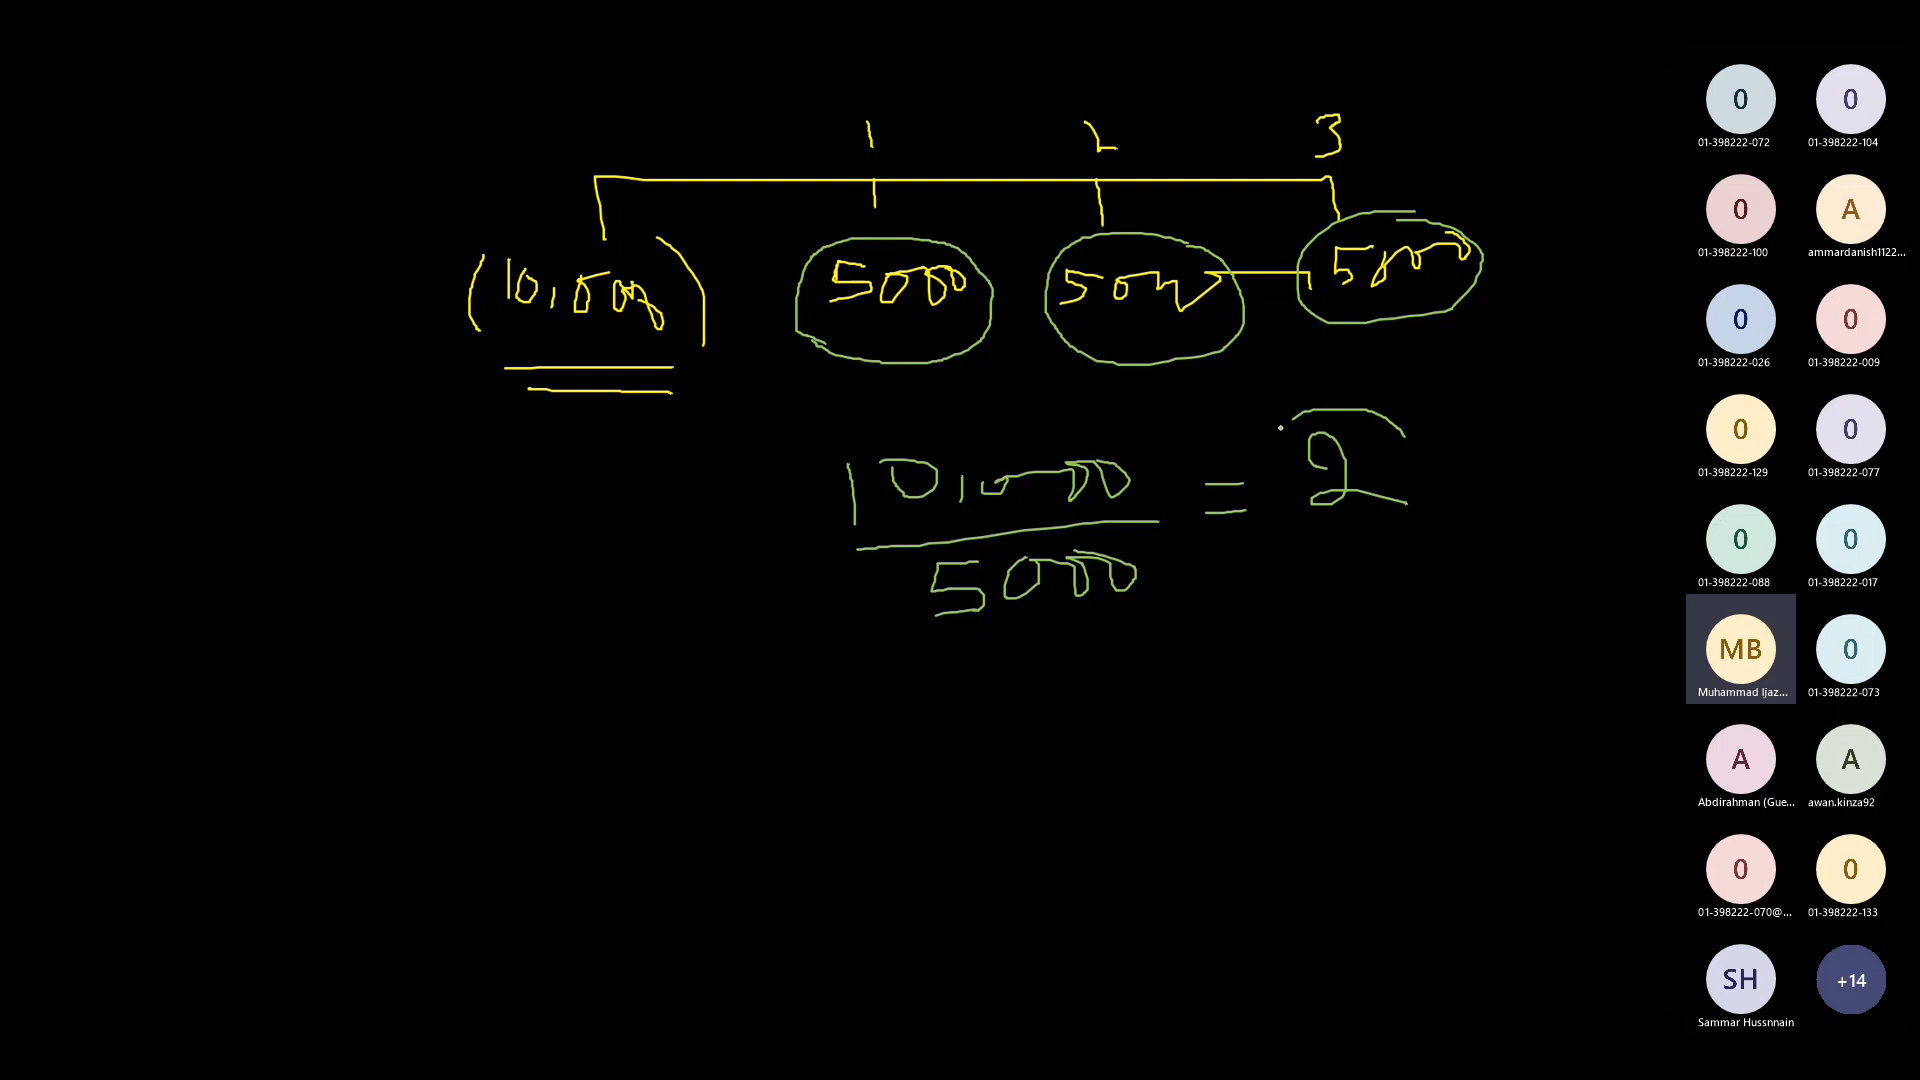 1 2 3
(10,000) 5000 5000 5000
10,000
5000
= 2
0 0
01-398222-072 01-398222-104
0 A
01-398222-100 ammardanish1122...
0 0
01-398222-026 01-398222-009
0 0
01-398222-129 01-398222-077
0 0
01-398222-088 01-398222-017
MB 0
Muhammad Ijaz... 01-398222-073
A A
Abdirahman (Gue... awan.kinza92
0 0
01-398222-070@... 01-398222-133
SH +14
Sammar Hussnnain